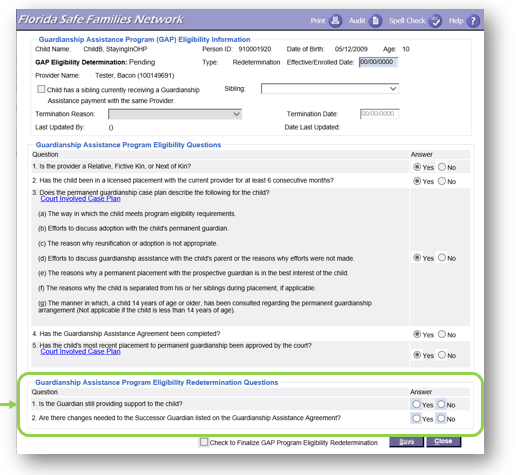 Florida Safe Families Network
Print Audit Spell Check Help ?
Guardianship Assistance Program (GAP) Eligibility Information
Child Name: ChildB, StayingInOHP Person ID: 910001920 Date of Birth: 05/12/2009 Age: 10
GAP Eligibility Determination: Pending Type: Redetermination Effective/Enrolled Date: 00/00/0000
Provider Name: Tester, Bacon (100149691)
Child has a sibling currently receiving a Guardianship Sibling:
Assistance payment with the same Provider.
Termination Reason: Termination Date: 00/00/0000
Last Updated By: () Date Last Updated:
Guardianship Assistance Program Eligibility Questions
Question Answer
1. Is the provider a Relative, Fictive Kin, or Next of Kin? Yes No
2. Has the child been in a licensed placement with the current provider for at least 6 consecutive months? Yes No
3. Does the permanent guardianship case plan describe the following for the child?
Court Involved Case Plan
(a) The way in which the child meets program eligibility requirements.
(b) Efforts to discuss adoption with the child's permanent guardian.
(c) The reason why reunification or adoption is not appropriate.
(d) Efforts to discuss guardianship assistance with the child's parent or the reasons why efforts were not made. Yes No
(e) The reasons why a permanent placement with the prospective guardian is in the best interest of the child.
(f) The reasons why the child is separated from his or her siblings during placement, if applicable.
(g) The manner in which, a child 14 years of age or older, has been consulted regarding the permanent guardianship
arrangement (Not applicable if the child is less than 14 years of age).
4. Has the Guardianship Assistance Agreement been completed? Yes No
5. Has the child's most recent placement to permanent guardianship been approved by the court?
Court Involved Case Plan Yes No
Guardianship Assistance Program Eligibility Redetermination Questions
Question Answer
1. Is the Guardian still providing support to the child? Yes No
2. Are there changes needed to the Successor Guardian listed on the Guardianship Assistance Agreement? Yes No
Check to Finalize GAP Program Eligibility Redetermination Save Close